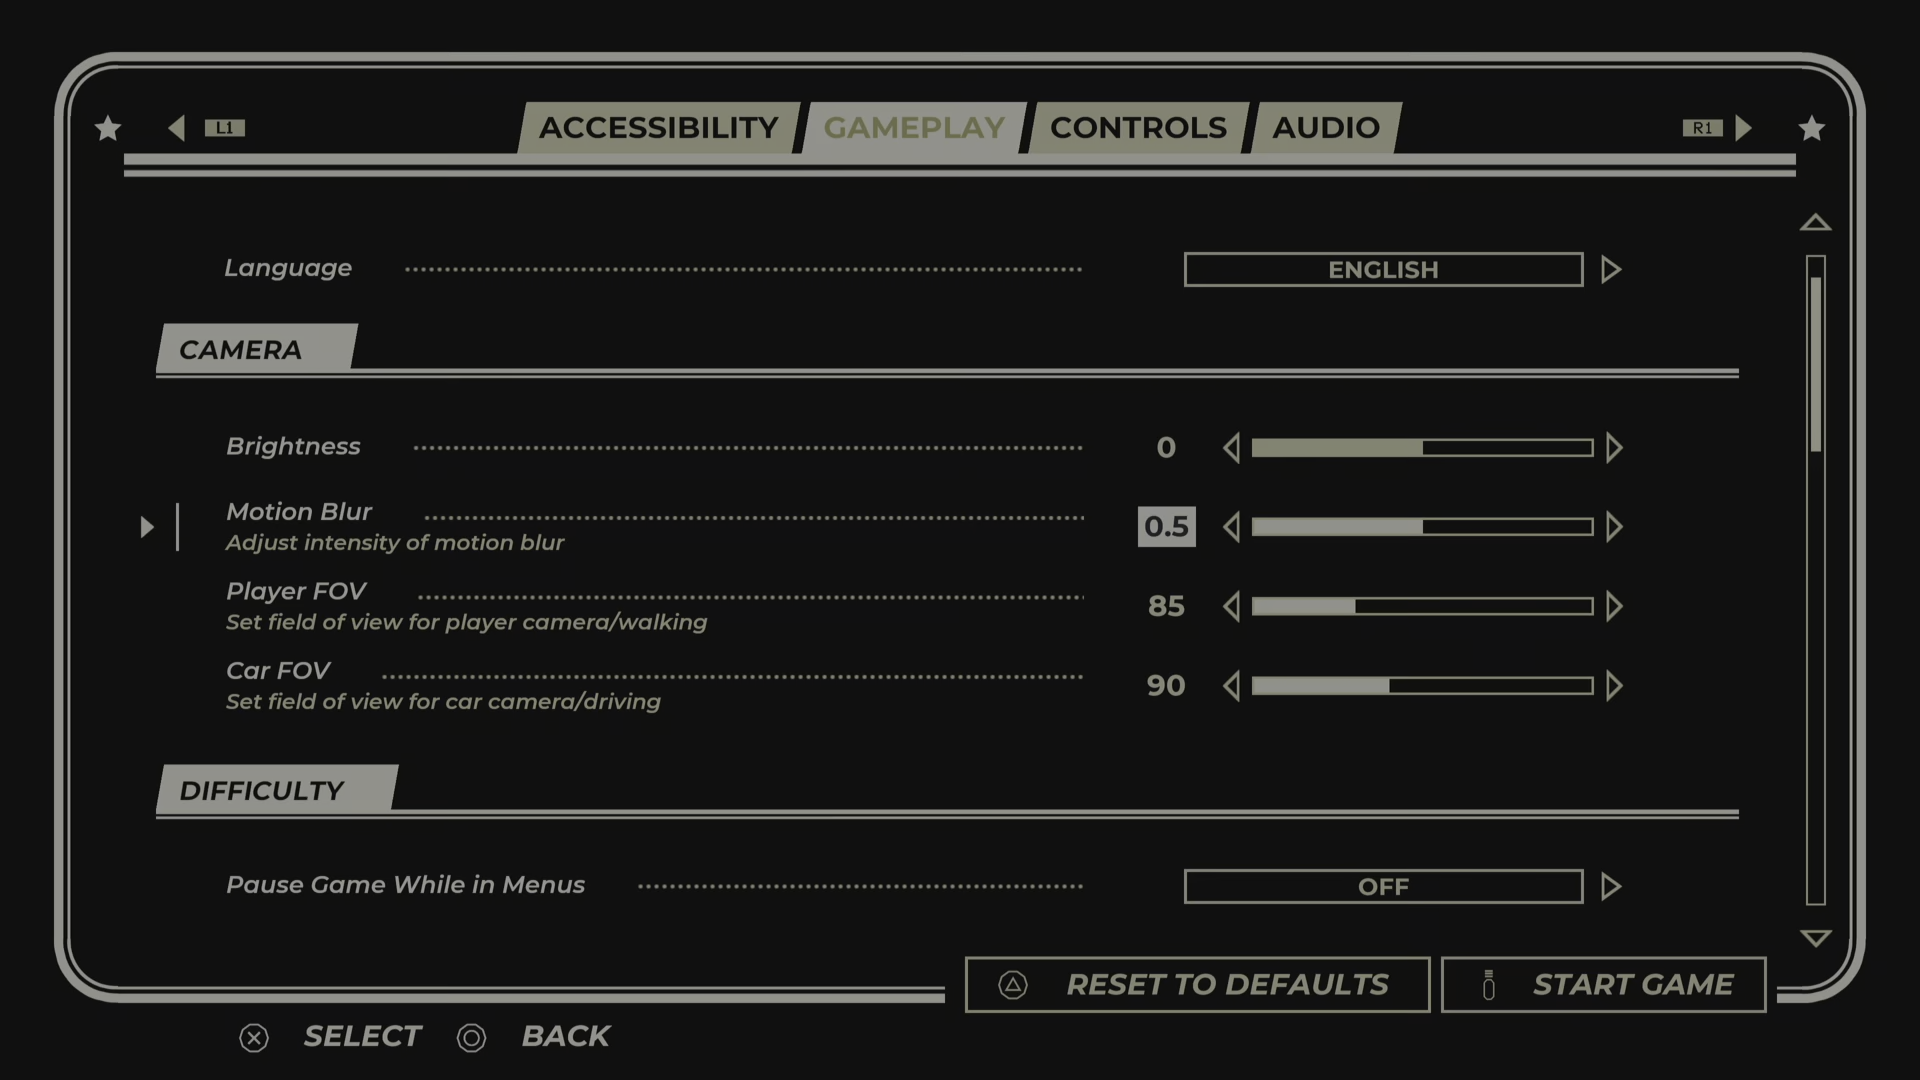 L1
ACCESSIBILITY
GAMEPLAY
CONTROLS
AUDIO
R1
Language
ENGLISH
CAMERA
Brightness
0
Motion Blur
Adjust intensity of motion blur
0.5
Player FOV
Set field of view for player camera/walking
85
Car FOV
Set field of view for car camera/driving
90
DIFFICULTY
Pause Game While in Menus
OFF
RESET TO DEFAULTS
START GAME
SELECT
BACK